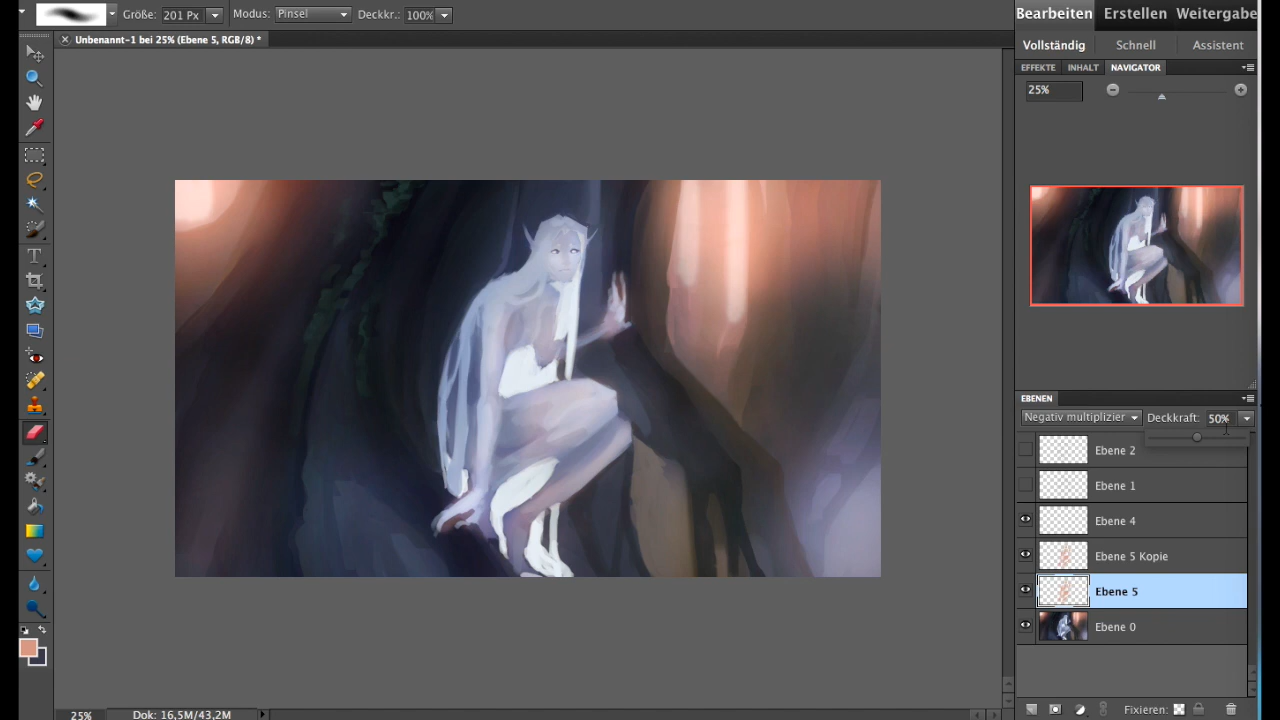 Größe: 201 Px Modus: Pinsel Deckkr.: 100%
Bearbeiten Erstellen Weitergabe
Unbenannt-1 bei 25% (Ebene 5, RGB/8) *
Vollständig Schnell Assistent
EFFEKTE INHALT NAVIGATOR
25%
EBENEN
Negativ multiplizier Deckkraft: 50%
Ebene 2
Ebene 1
Ebene 4
Ebene 5 Kopie
Ebene 5
Ebene 0
Fixieren:
25% Dok: 16,5M/43,2M